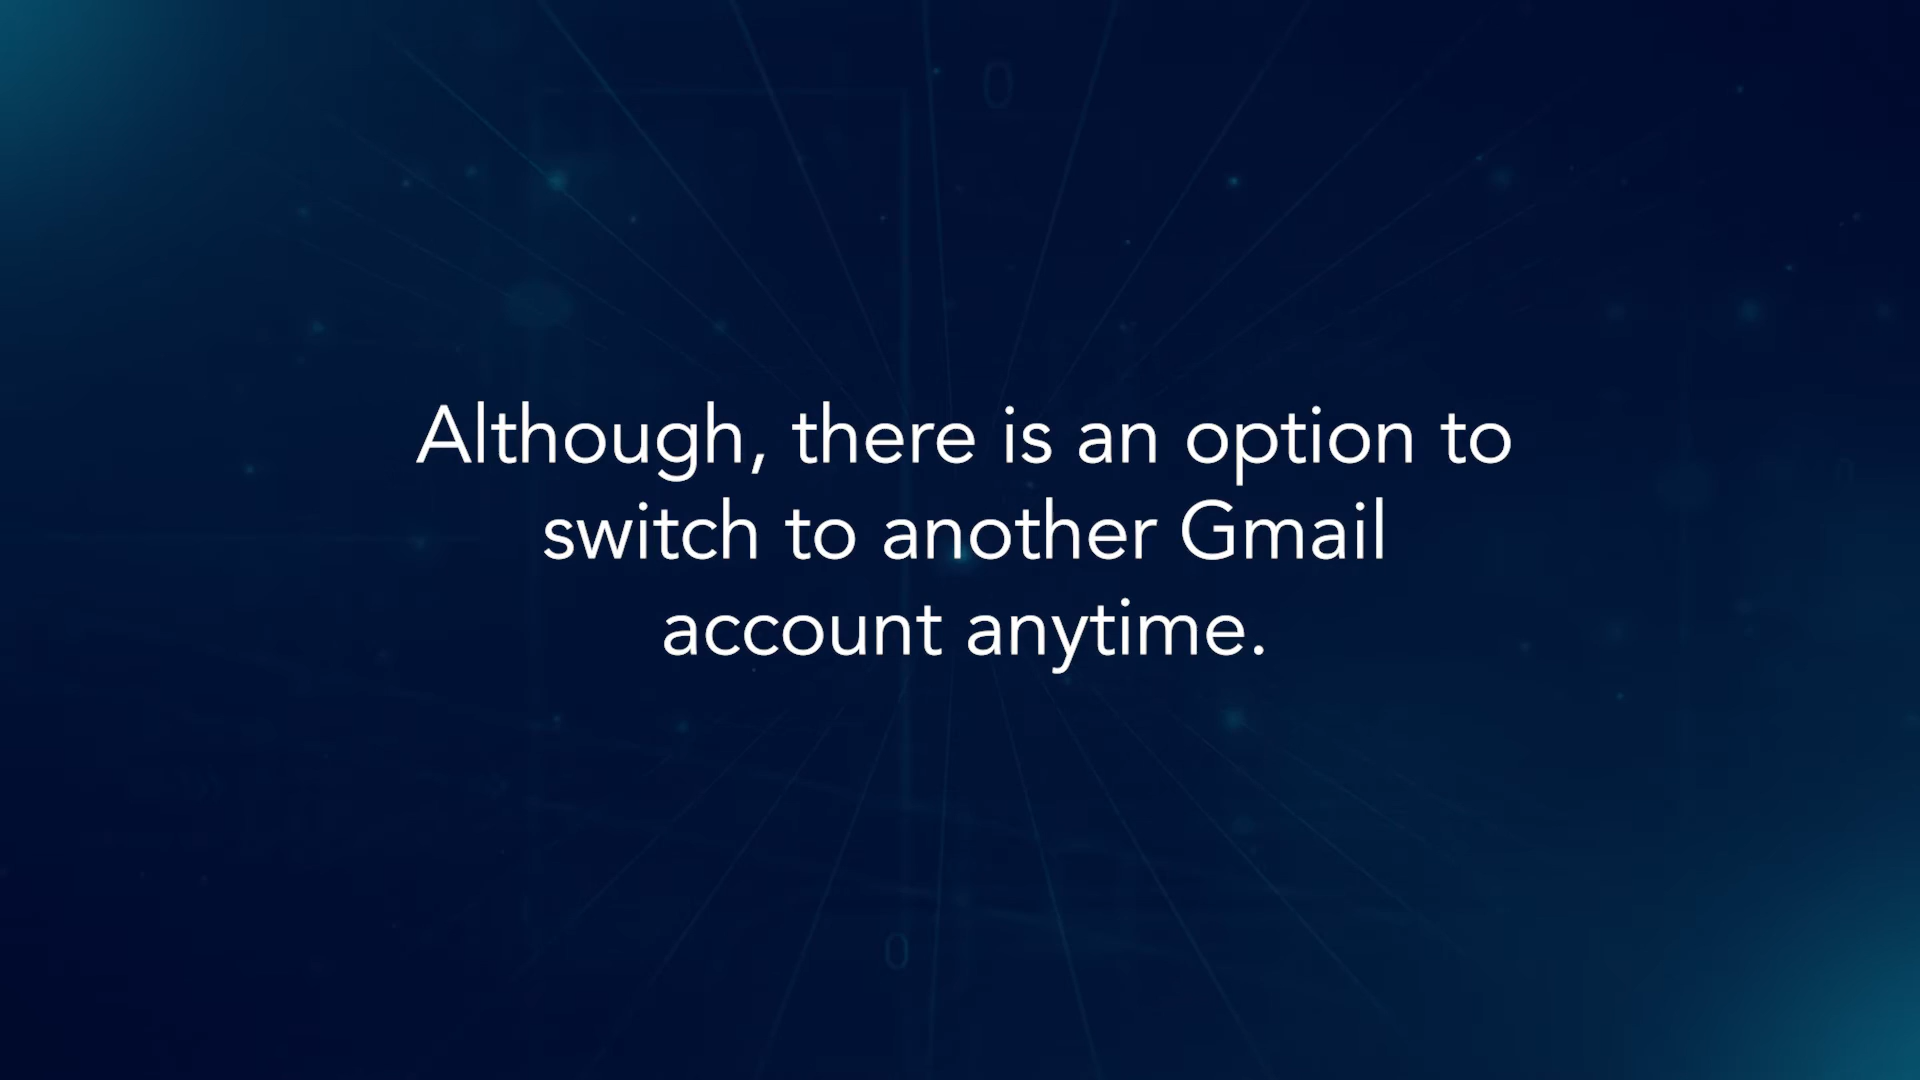 Although, there is an option to
switch to another Gmail
account anytime.